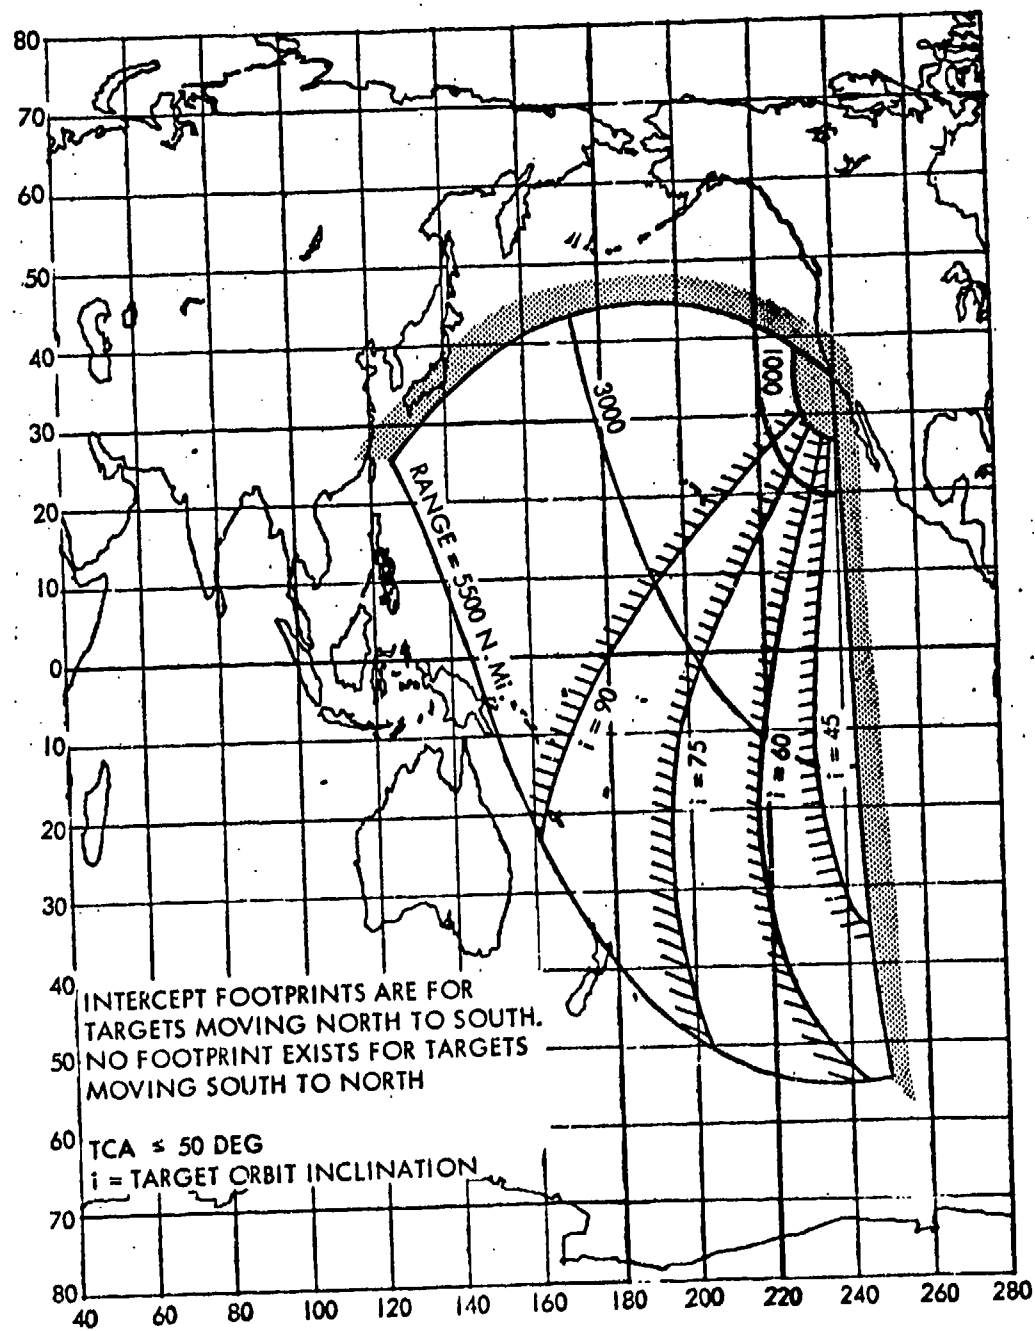 80
70
60
50
40
30
20
10
0
10
20
30
40
50
60
70
80
1000
3000
RANGE = 5500 N. Mi.
i = 90
i = 75
i = 60
i = 45
INTERCEPT FOOTPRINTS ARE FOR
TARGETS MOVING NORTH TO SOUTH.
NO FOOTPRINT EXISTS FOR TARGETS
MOVING SOUTH TO NORTH
TCA ≤ 50 DEG
i = TARGET ORBIT INCLINATION
40 60 80 100 120 140 160 180 200 220 240 260 280